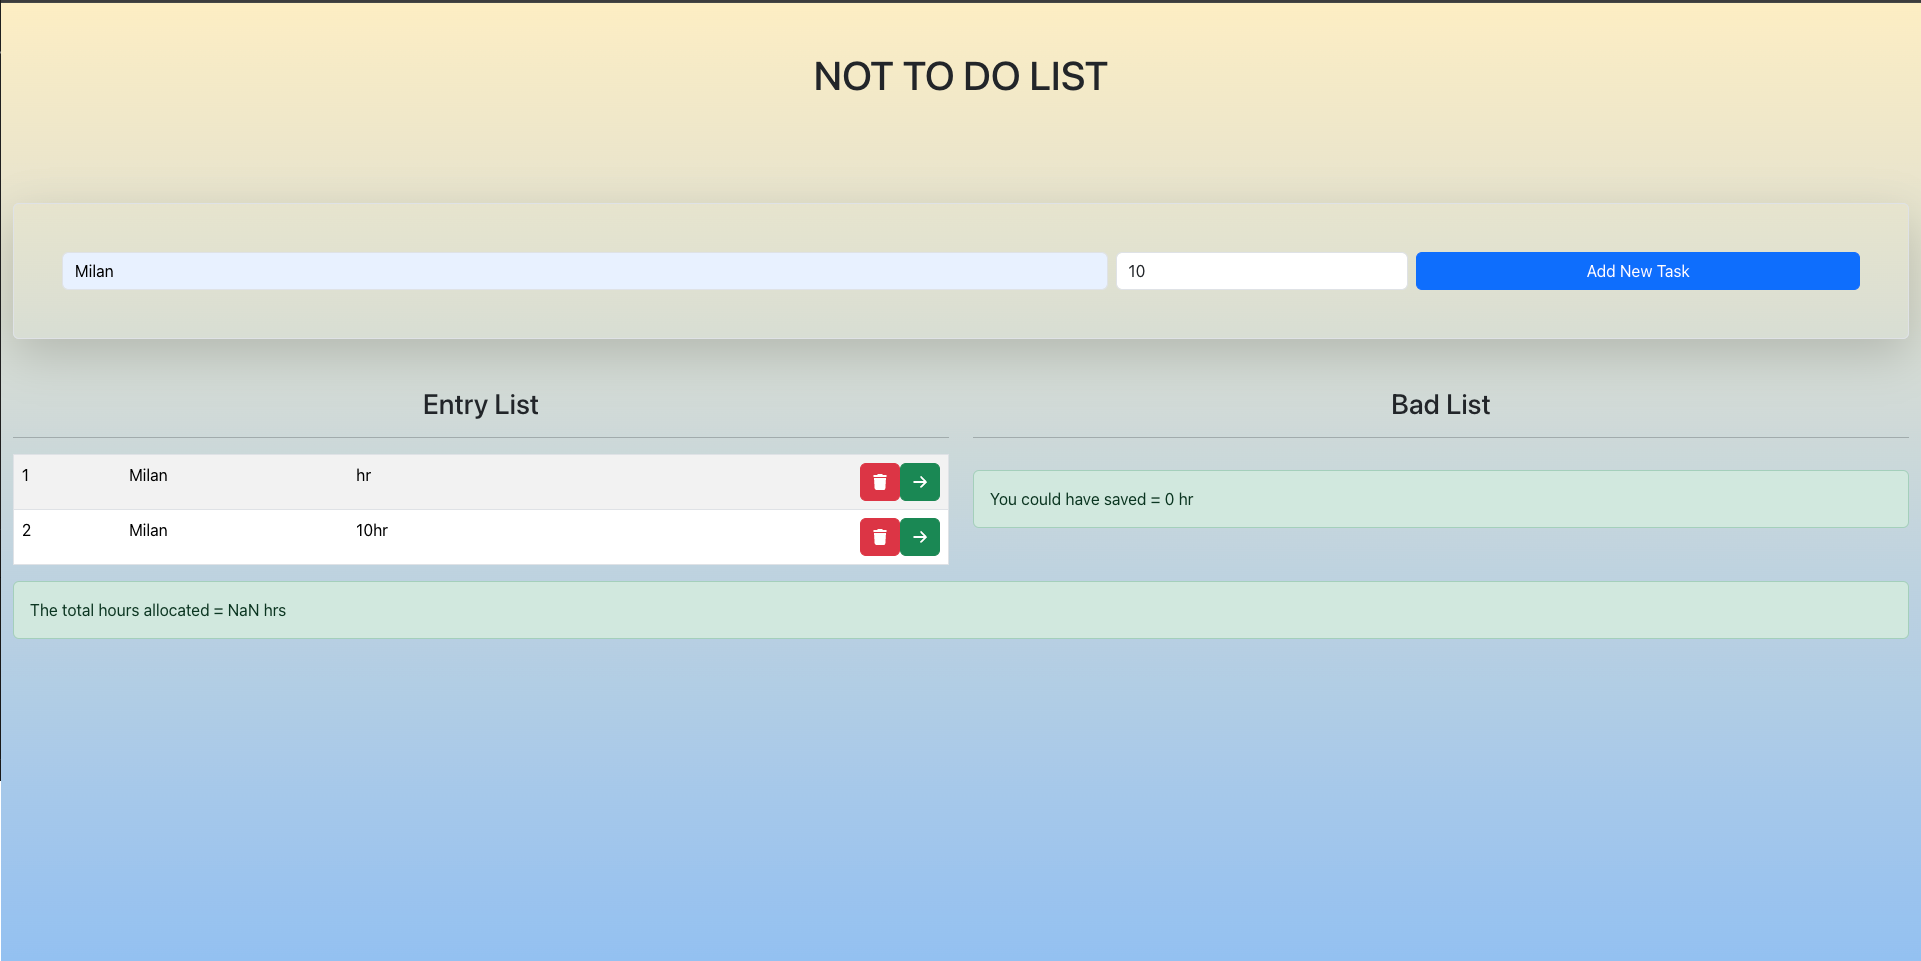 NOT TO DO LIST
Milan 10 Add New Task
Entry List
Bad List
1 Milan hr
2 Milan 10hr
You could have saved = 0 hr
The total hours allocated = NaN hrs